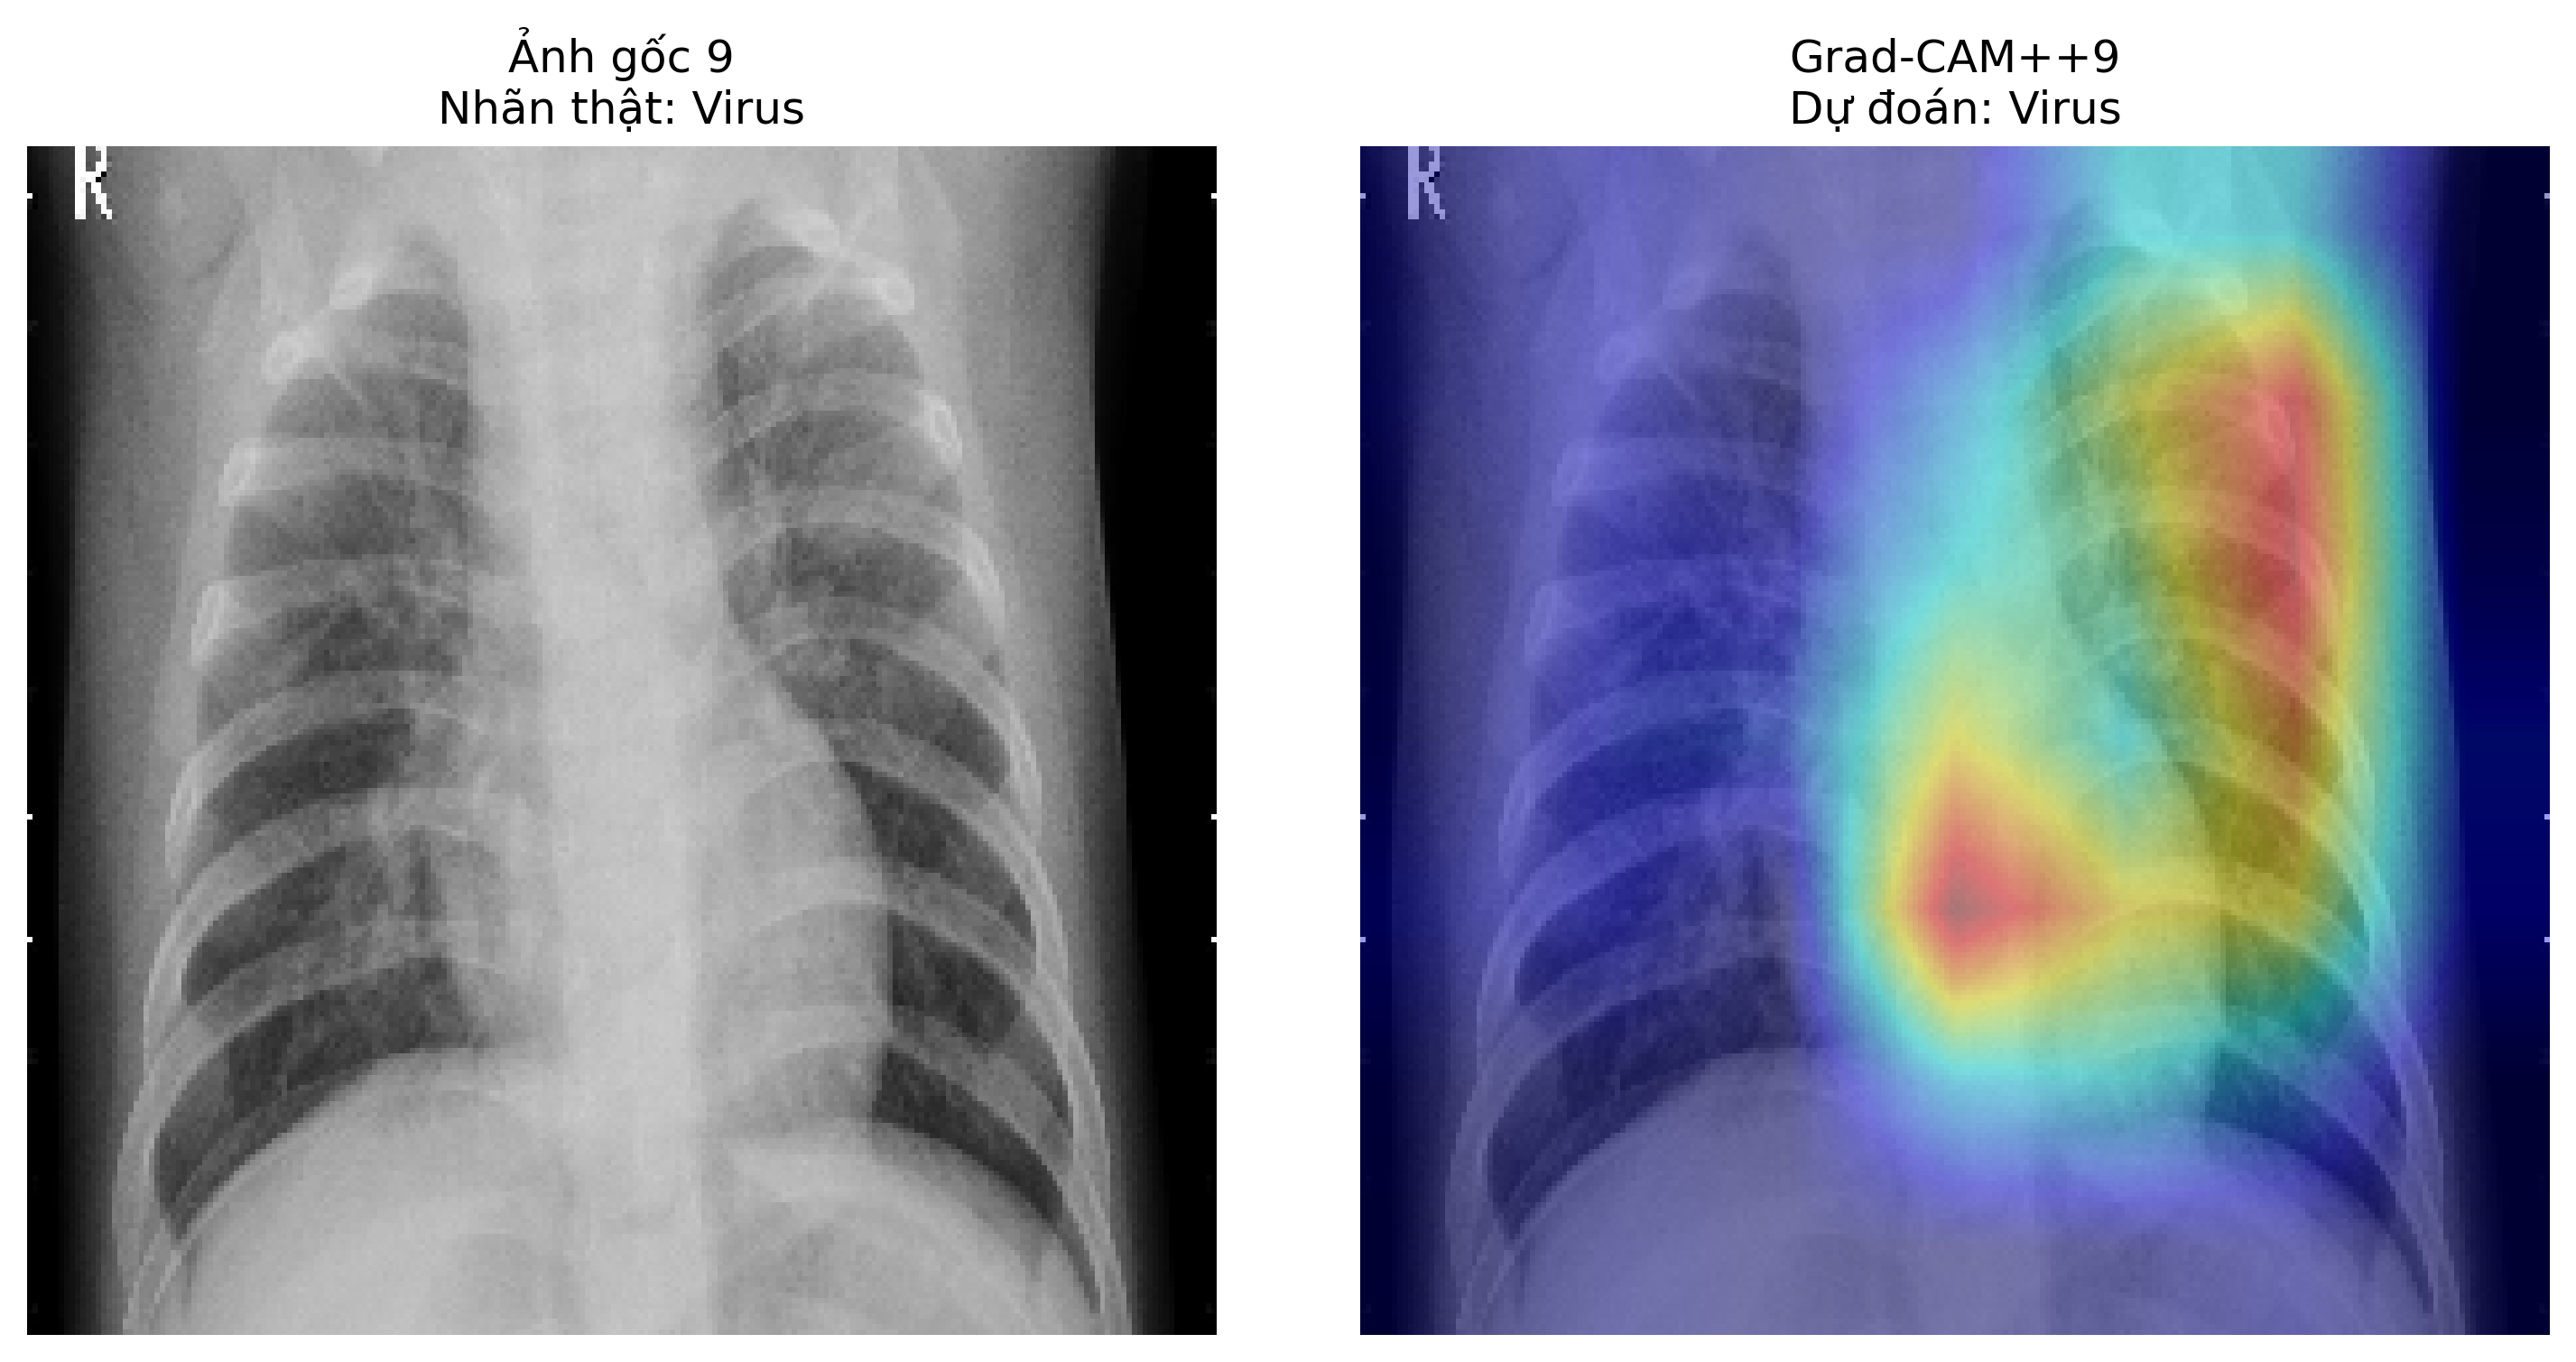 Ảnh gốc 9
Nhãn thật: Virus
R
Grad-CAM++9
Dự đoán: Virus
R